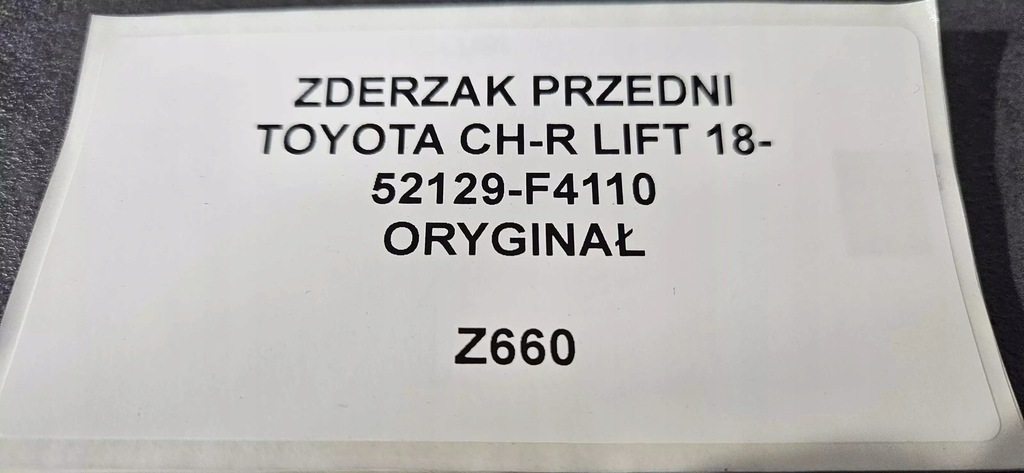 ZDERZAK PRZEDNI
TOYOTA CH-R LIFT 18-
52129-F4110
ORYGINAŁ
Z660